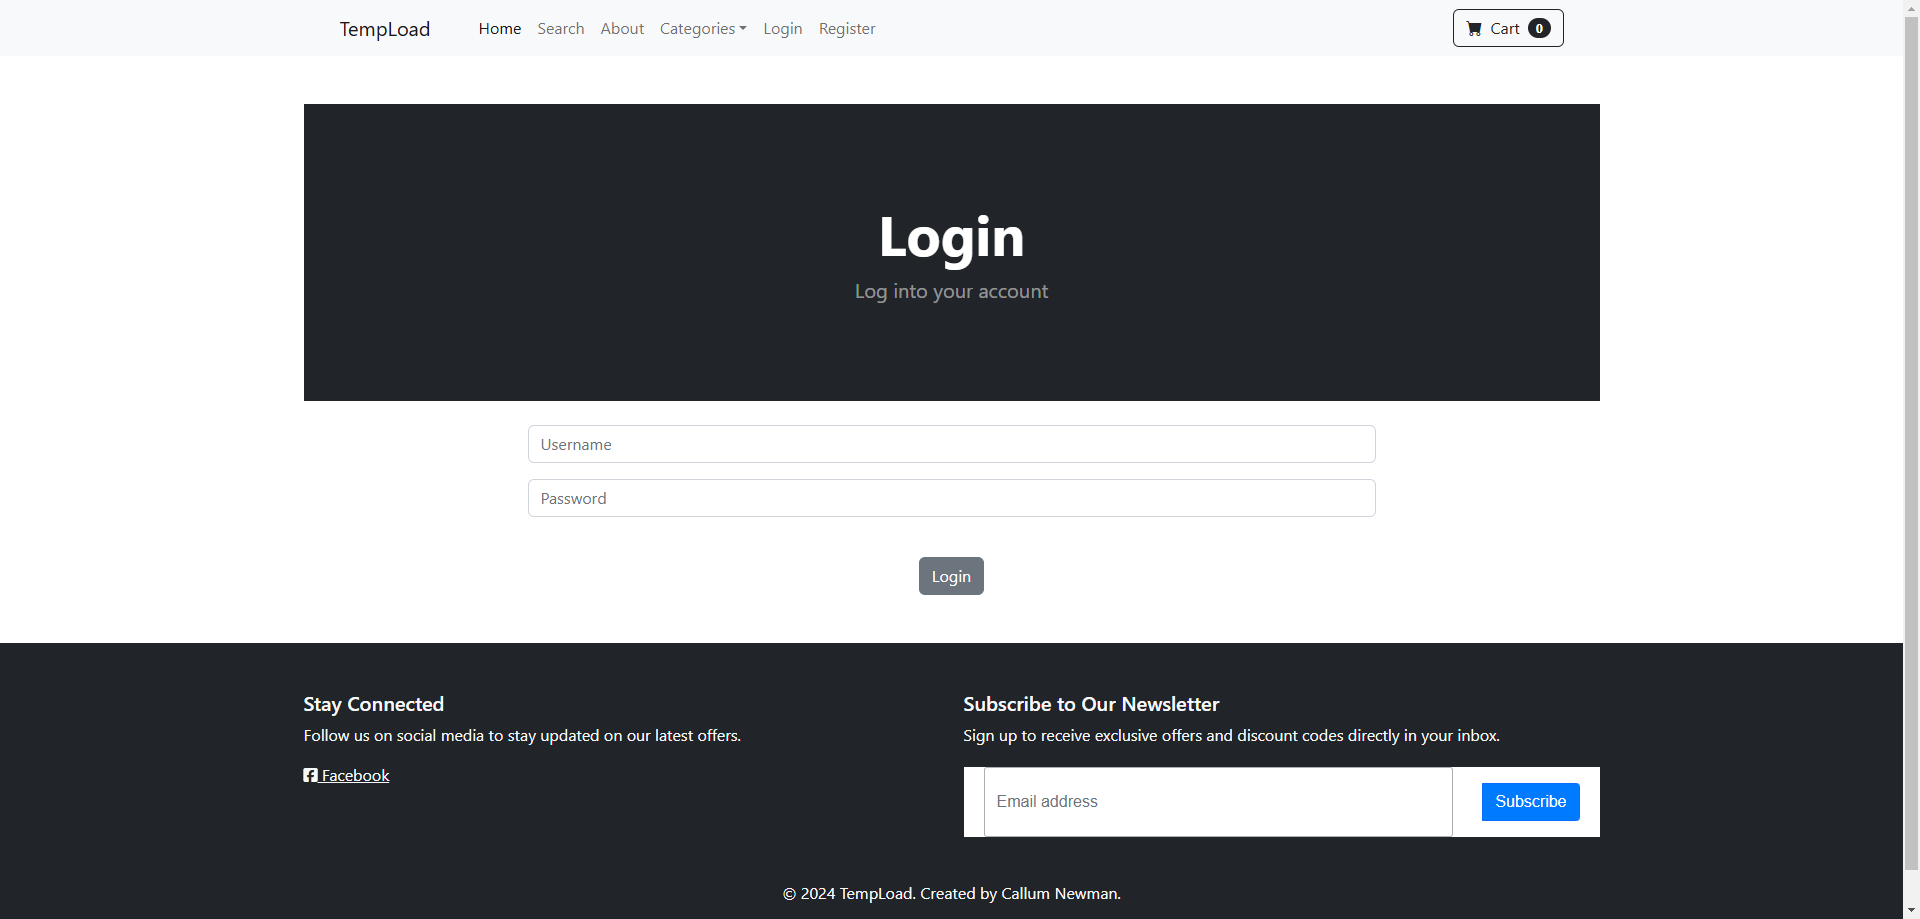 TempLoad Home Search About Categories Login Register Cart 0
Login
Log into your account
Username
Password
Login
Stay Connected
Follow us on social media to stay updated on our latest offers.
Facebook
Subscribe to Our Newsletter
Sign up to receive exclusive offers and discount codes directly in your inbox.
Email address Subscribe
© 2024 TempLoad. Created by Callum Newman.